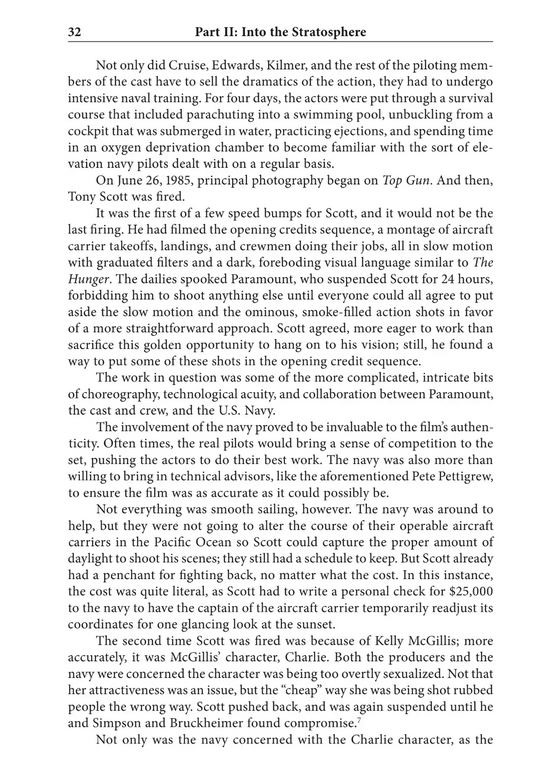 32 Part II: Into the Stratosphere
Not only did Cruise, Edwards, Kilmer, and the rest of the piloting mem-
bers of the cast have to sell the dramatics of the action, they had to undergo
intensive naval training. For four days, the actors were put through a survival
course that included parachuting into a swimming pool, unbuckling from a
cockpit that was submerged in water, practicing ejections, and spending time
in an oxygen deprivation chamber to become familiar with the sort of ele-
vation navy pilots dealt with on a regular basis.
On June 26, 1985, principal photography began on Top Gun. And then,
Tony Scott was fired.
It was the first of a few speed bumps for Scott, and it would not be the
last firing. He had filmed the opening credits sequence, a montage of aircraft
carrier takeoffs, landings, and crewmen doing their jobs, all in slow motion
with graduated filters and a dark, foreboding visual language similar to The
Hunger. The dailies spooked Paramount, who suspended Scott for 24 hours,
forbidding him to shoot anything else until everyone could all agree to put
aside the slow motion and the ominous, smoke-filled action shots in favor
of a more straightforward approach. Scott agreed, more eager to work than
sacrifice this golden opportunity to hang on to his vision; still, he found a
way to put some of these shots in the opening credit sequence.
The work in question was some of the more complicated, intricate bits
of choreography, technological acuity, and collaboration between Paramount,
the cast and crew, and the U.S. Navy.
The involvement of the navy proved to be invaluable to the film's authen-
ticity. Often times, the real pilots would bring a sense of competition to the
set, pushing the actors to do their best work. The navy was also more than
willing to bring in technical advisors, like the aforementioned Pete Pettigrew,
to ensure the film was as accurate as it could possibly be.
Not everything was smooth sailing, however. The navy was around to
help, but they were not going to alter the course of their operable aircraft
carriers in the Pacific Ocean so Scott could capture the proper amount of
daylight to shoot his scenes; they still had a schedule to keep. But Scott already
had a penchant for fighting back, no matter what the cost. In this instance,
the cost was quite literal, as Scott had to write a personal check for $25,000
to the navy to have the captain of the aircraft carrier temporarily readjust its
coordinates for one glancing look at the sunset.
The second time Scott was fired was because of Kelly McGillis; more
accurately, it was McGillis' character, Charlie. Both the producers and the
navy were concerned the character was being too overtly sexualized. Not that
her attractiveness was an issue, but the "cheap" way she was being shot rubbed
people the wrong way. Scott pushed back, and was again suspended until he
and Simpson and Bruckheimer found compromise.7
Not only was the navy concerned with the Charlie character, as the